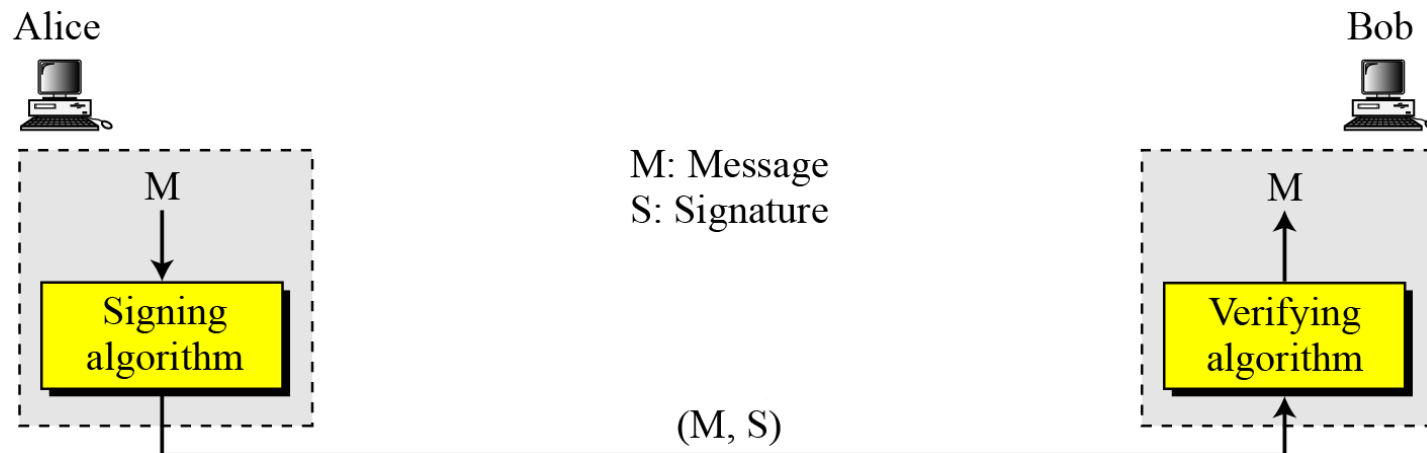 Alice
Bob
M: Message
S: Signature
M
M
Signing
algorithm
Verifying
algorithm
(M, S)